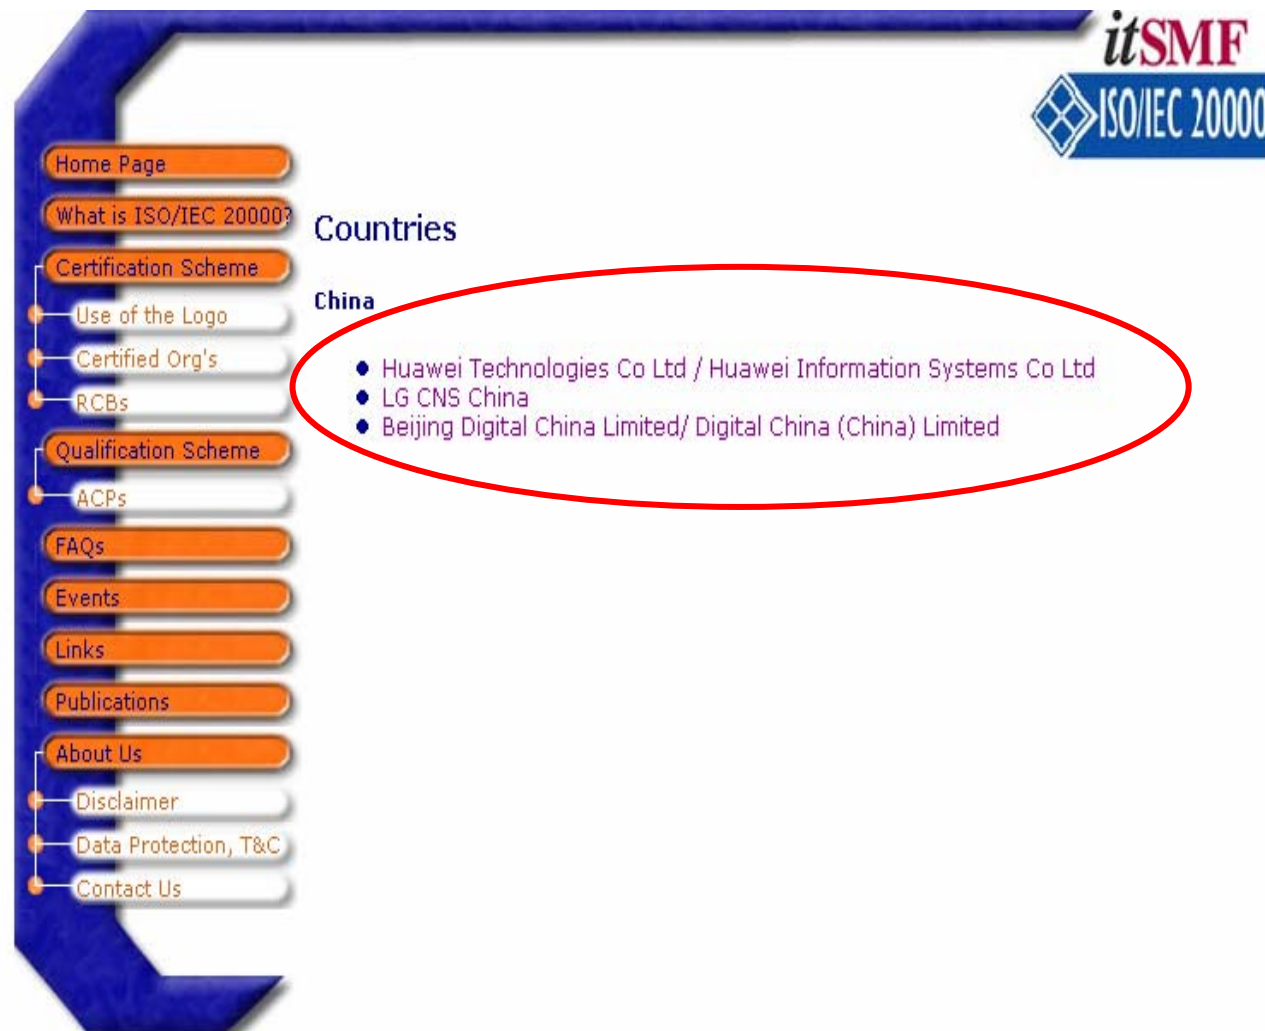 itSMF
ISO/IEC 20000
Home Page
What is ISO/IEC 20000?
Certification Scheme
Use of the Logo
Certified Org's
RCBs
Qualification Scheme
ACPs
FAQs
Events
Links
Publications
About Us
Disclaimer
Data Protection, T&C
Contact Us
Countries
China
Huawei Technologies Co Ltd / Huawei Information Systems Co Ltd
LG CNS China
Beijing Digital China Limited/ Digital China (China) Limited